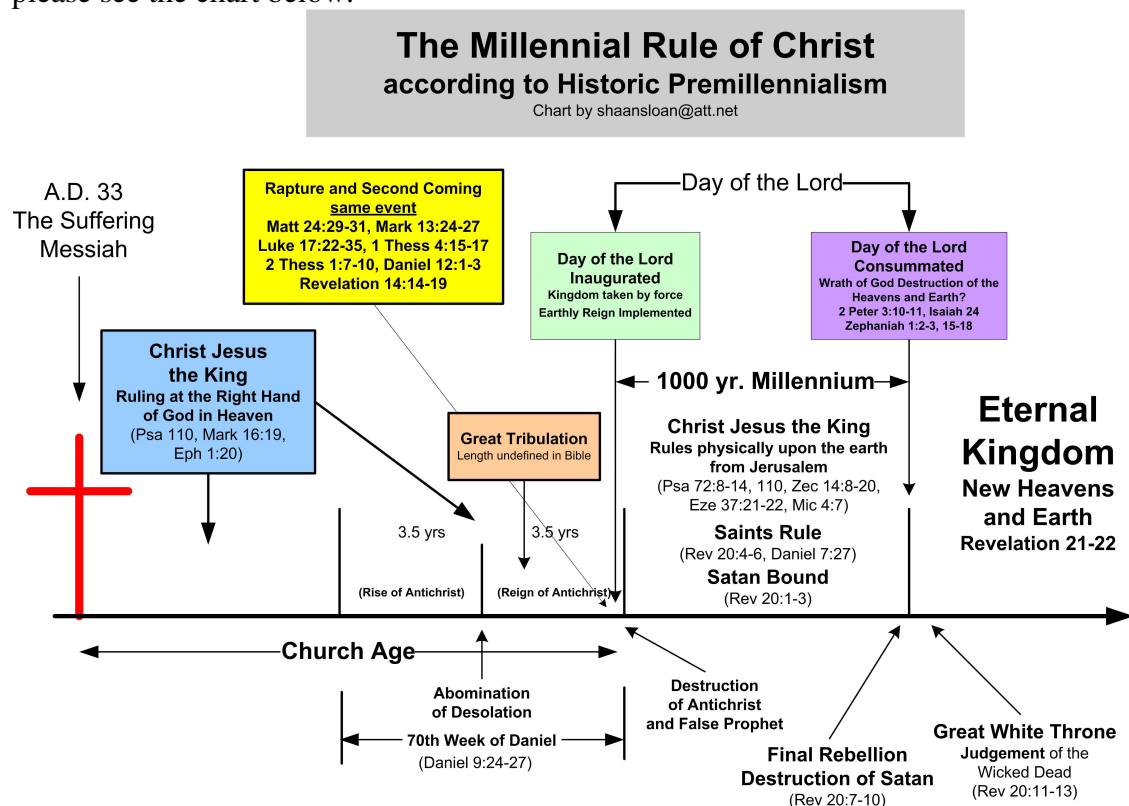 please see the chart below.
The Millennial Rule of Christ
according to Historic Premillennialism
Chart by shaansloan@att.net
A.D. 33
The Suffering
Messiah
Rapture and Second Coming
same event
Matt 24:29-31, Mark 13:24-27
Luke 17:22-35, 1 Thess 4:15-17
2 Thess 1:7-10, Daniel 12:1-3
Revelation 14:14-19
Day of the Lord
Day of the Lord
Inaugurated
Kingdom taken by force
Earthly Reign Implemented
Day of the Lord
Consummated
Wrath of God Destruction of the
Heavens and Earth?
2 Peter 3:10-11, Isaiah 24
Zephaniah 1:2-3, 15-18
Christ Jesus
the King
Ruling at the Right Hand
of God in Heaven
(Psa 110, Mark 16:19,
Eph 1:20)
Great Tribulation
Length undefined in Bible
1000 yr. Millennium
Christ Jesus the King
Rules physically upon the earth
from Jerusalem
(Psa 72:8-14, 110, Zec 14:8-20,
Eze 37:21-22, Mic 4:7)
Saints Rule
(Rev 20:4-6, Daniel 7:27)
Satan Bound
(Rev 20:1-3)
Eternal
Kingdom
New Heavens
and Earth
Revelation 21-22
3.5 yrs
3.5 yrs
(Rise of Antichrist)
(Reign of Antichrist)
Church Age
Abomination
of Desolation
70th Week of Daniel
(Daniel 9:24-27)
Destruction
of Antichrist
and False Prophet
Final Rebellion
Destruction of Satan
(Rev 20:7-10)
Great White Throne
Judgement of the
Wicked Dead
(Rev 20:11-13)